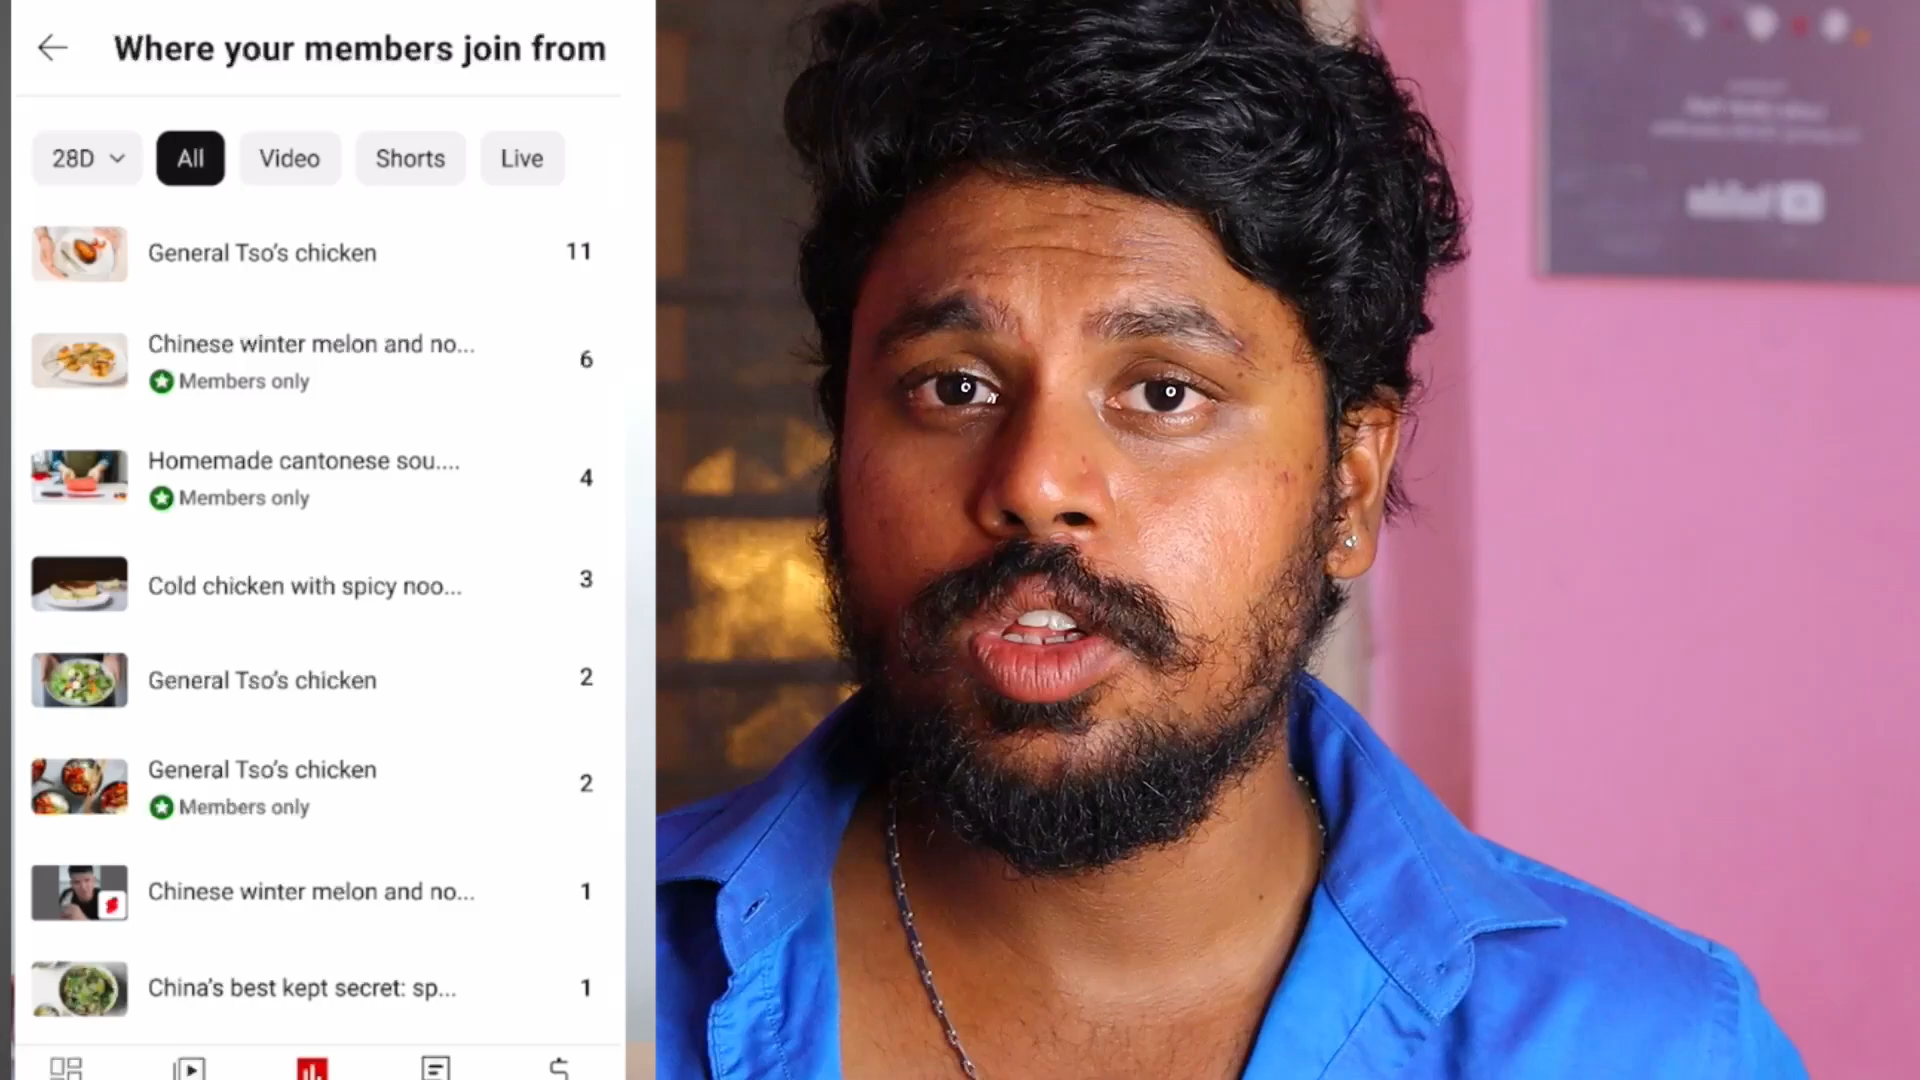 Where your members join from
28D
All
Video
Shorts
Live
General Tso's chicken
11
Chinese winter melon and no...
6
Members only
Homemade cantonese sou....
4
Members only
Cold chicken with spicy noo...
3
General Tso's chicken
2
General Tso's chicken
2
Members only
Chinese winter melon and no...
1
China's best kept secret: sp...
1